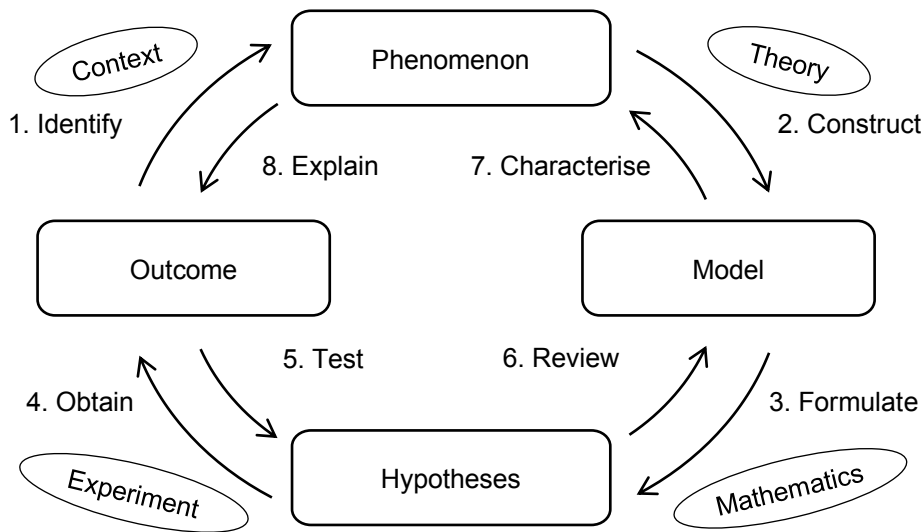 Context
Phenomenon
Theory
1. Identify
2. Construct
8. Explain
7. Characterise
Outcome
Model
5. Test
6. Review
4. Obtain
3. Formulate
Experiment
Hypotheses
Mathematics